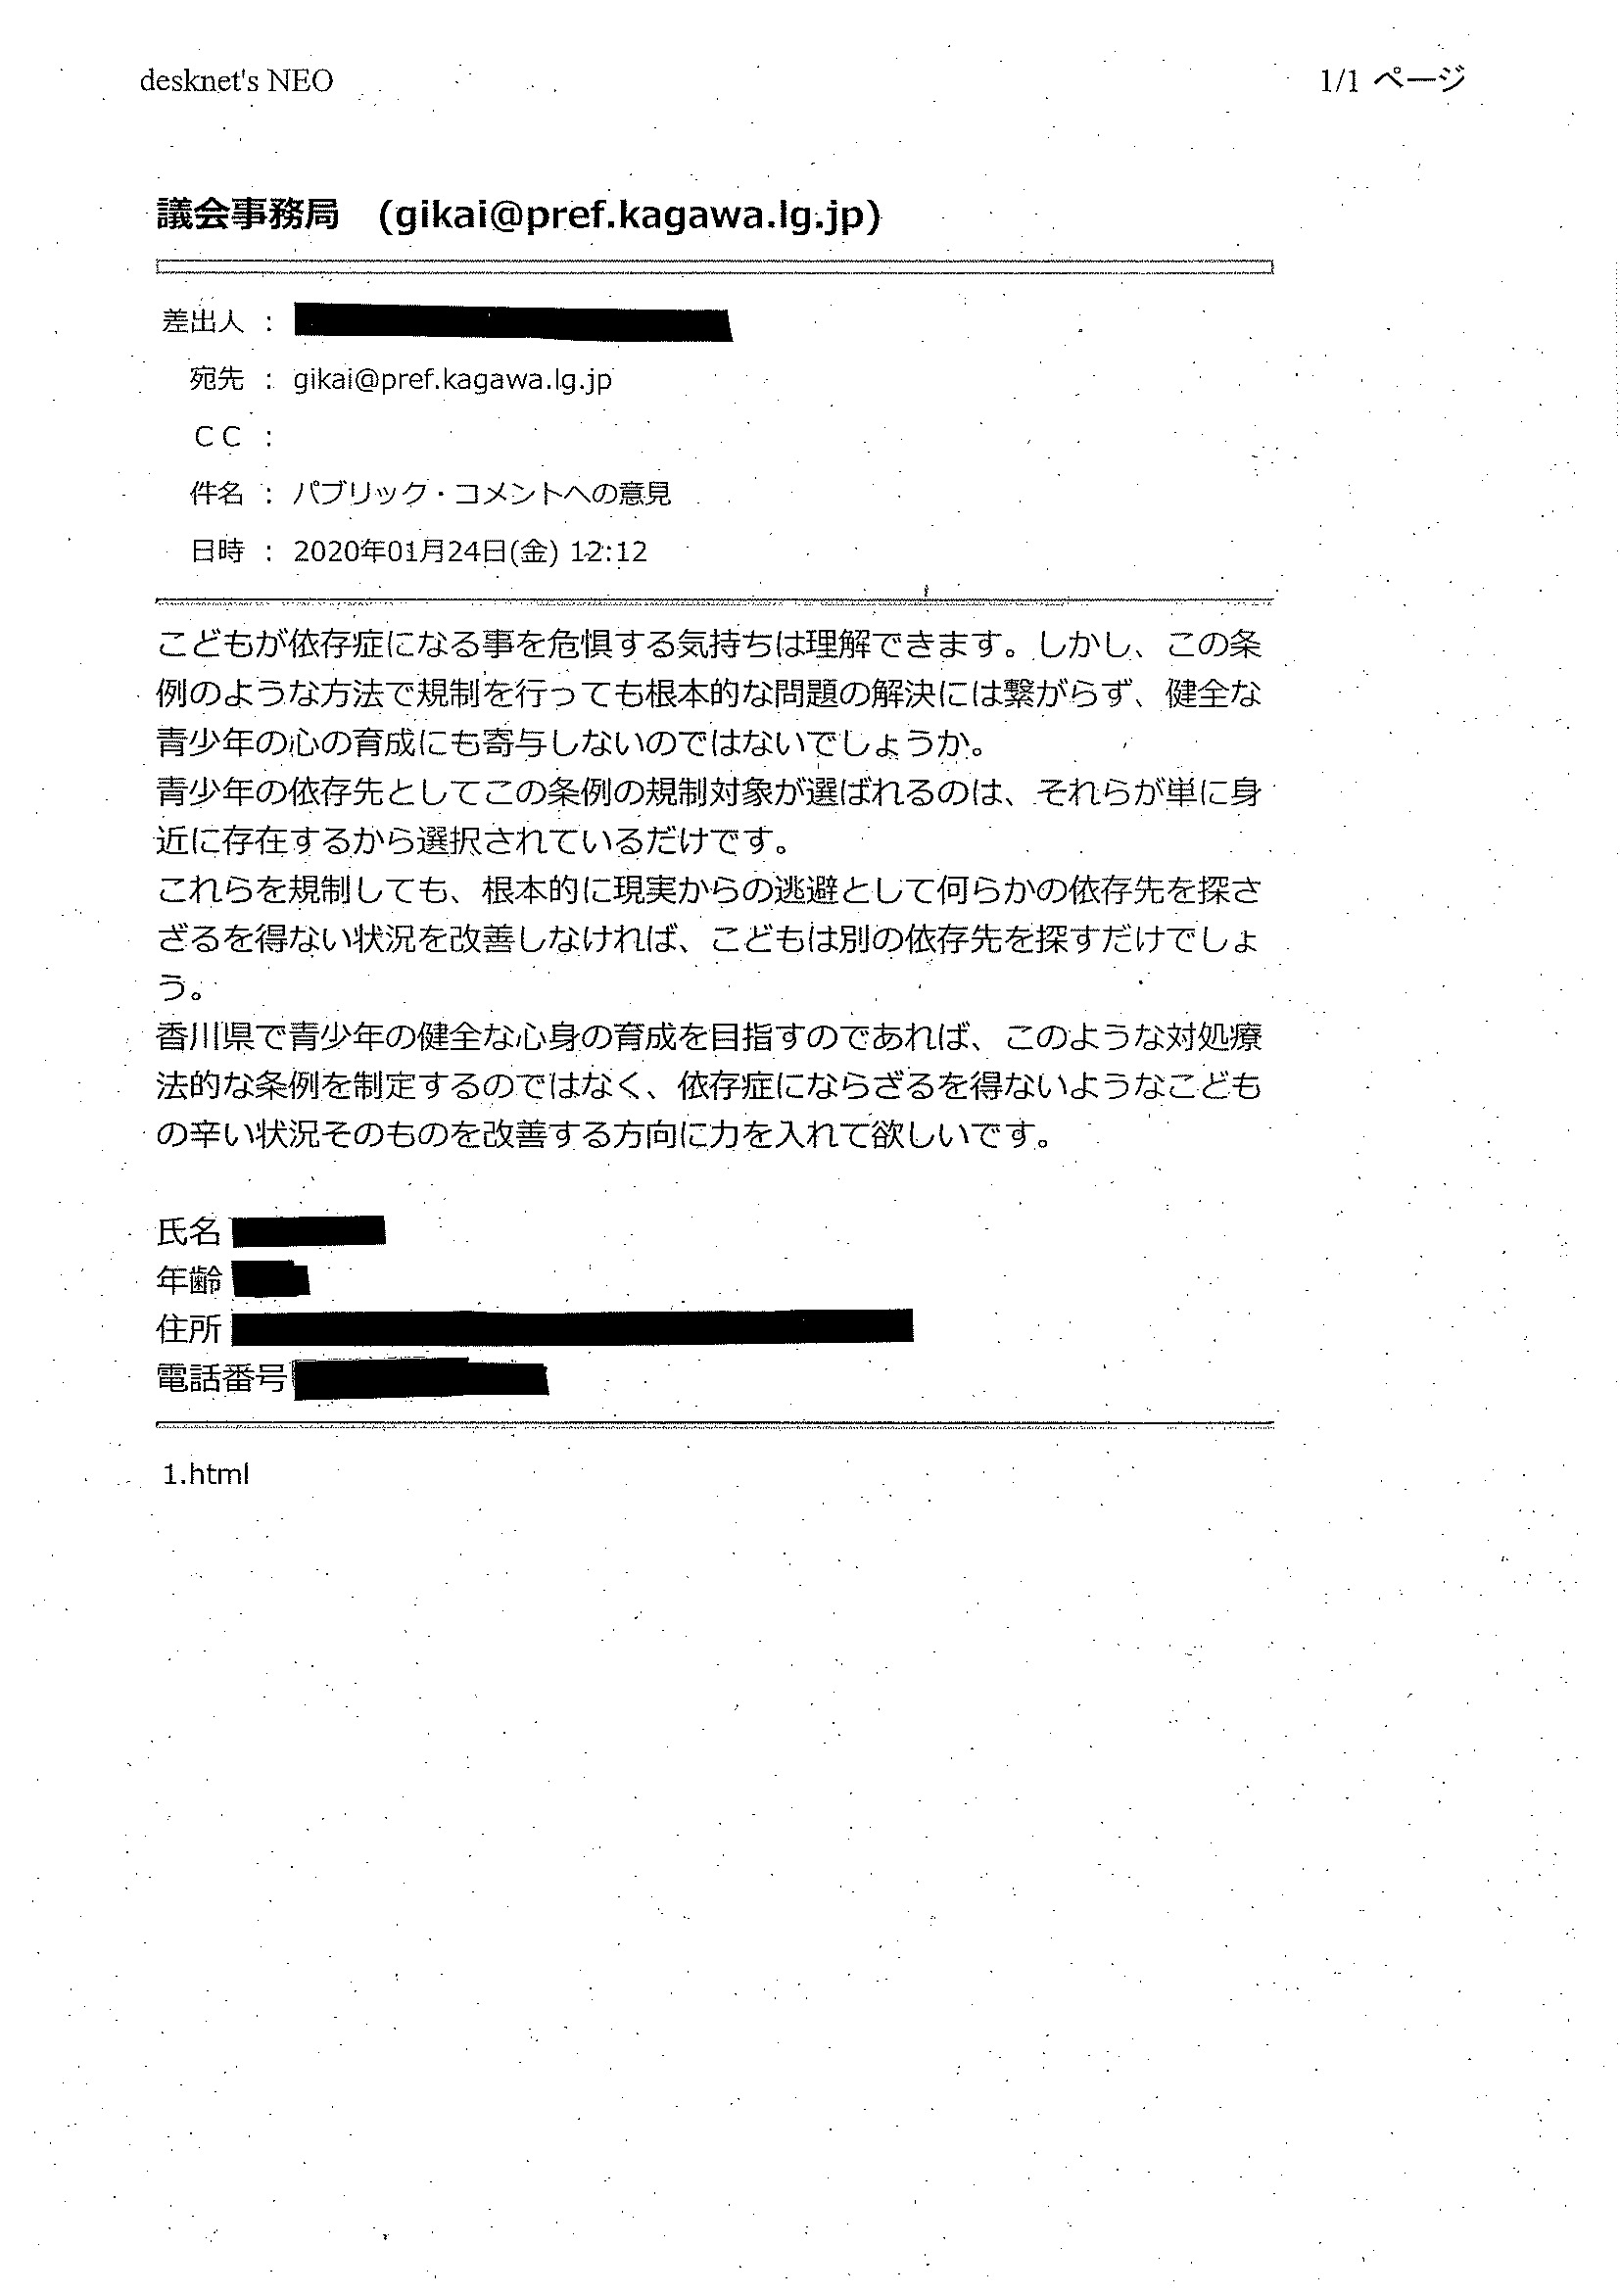 desknet's NEO
1/1 ページ
議会事務局　(gikai@pref.kagawa.lg.jp)
差出人 :
宛先 : gikai@pref.kagawa.lg.jp
ＣＣ :
件名 : パブリック・コメントへの意見
日時 : 2020年01月24日(金) 12:12
こどもが依存症になる事を危惧する気持ちは理解できます。しかし、この条
例のような方法で規制を行っても根本的な問題の解決には繋がらず、健全な
青少年の心の育成にも寄与しないのではないでしょうか。
青少年の依存先としてこの条例の規制対象が選ばれるのは、それらが単に身
近に存在するから選択されているだけです。
これらを規制しても、根本的に現実からの逃避として何らかの依存先を探さ
ざるを得ない状況を改善しなければ、こどもは別の依存先を探すだけでしょ
う。
香川県で青少年の健全な心身の育成を目指すのであれば、このような対処療
法的な条例を制定するのではなく、依存症にならざるを得ないようなこども
の辛い状況そのものを改善する方向に力を入れて欲しいです。
氏名
年齢
住所
電話番号
1.html